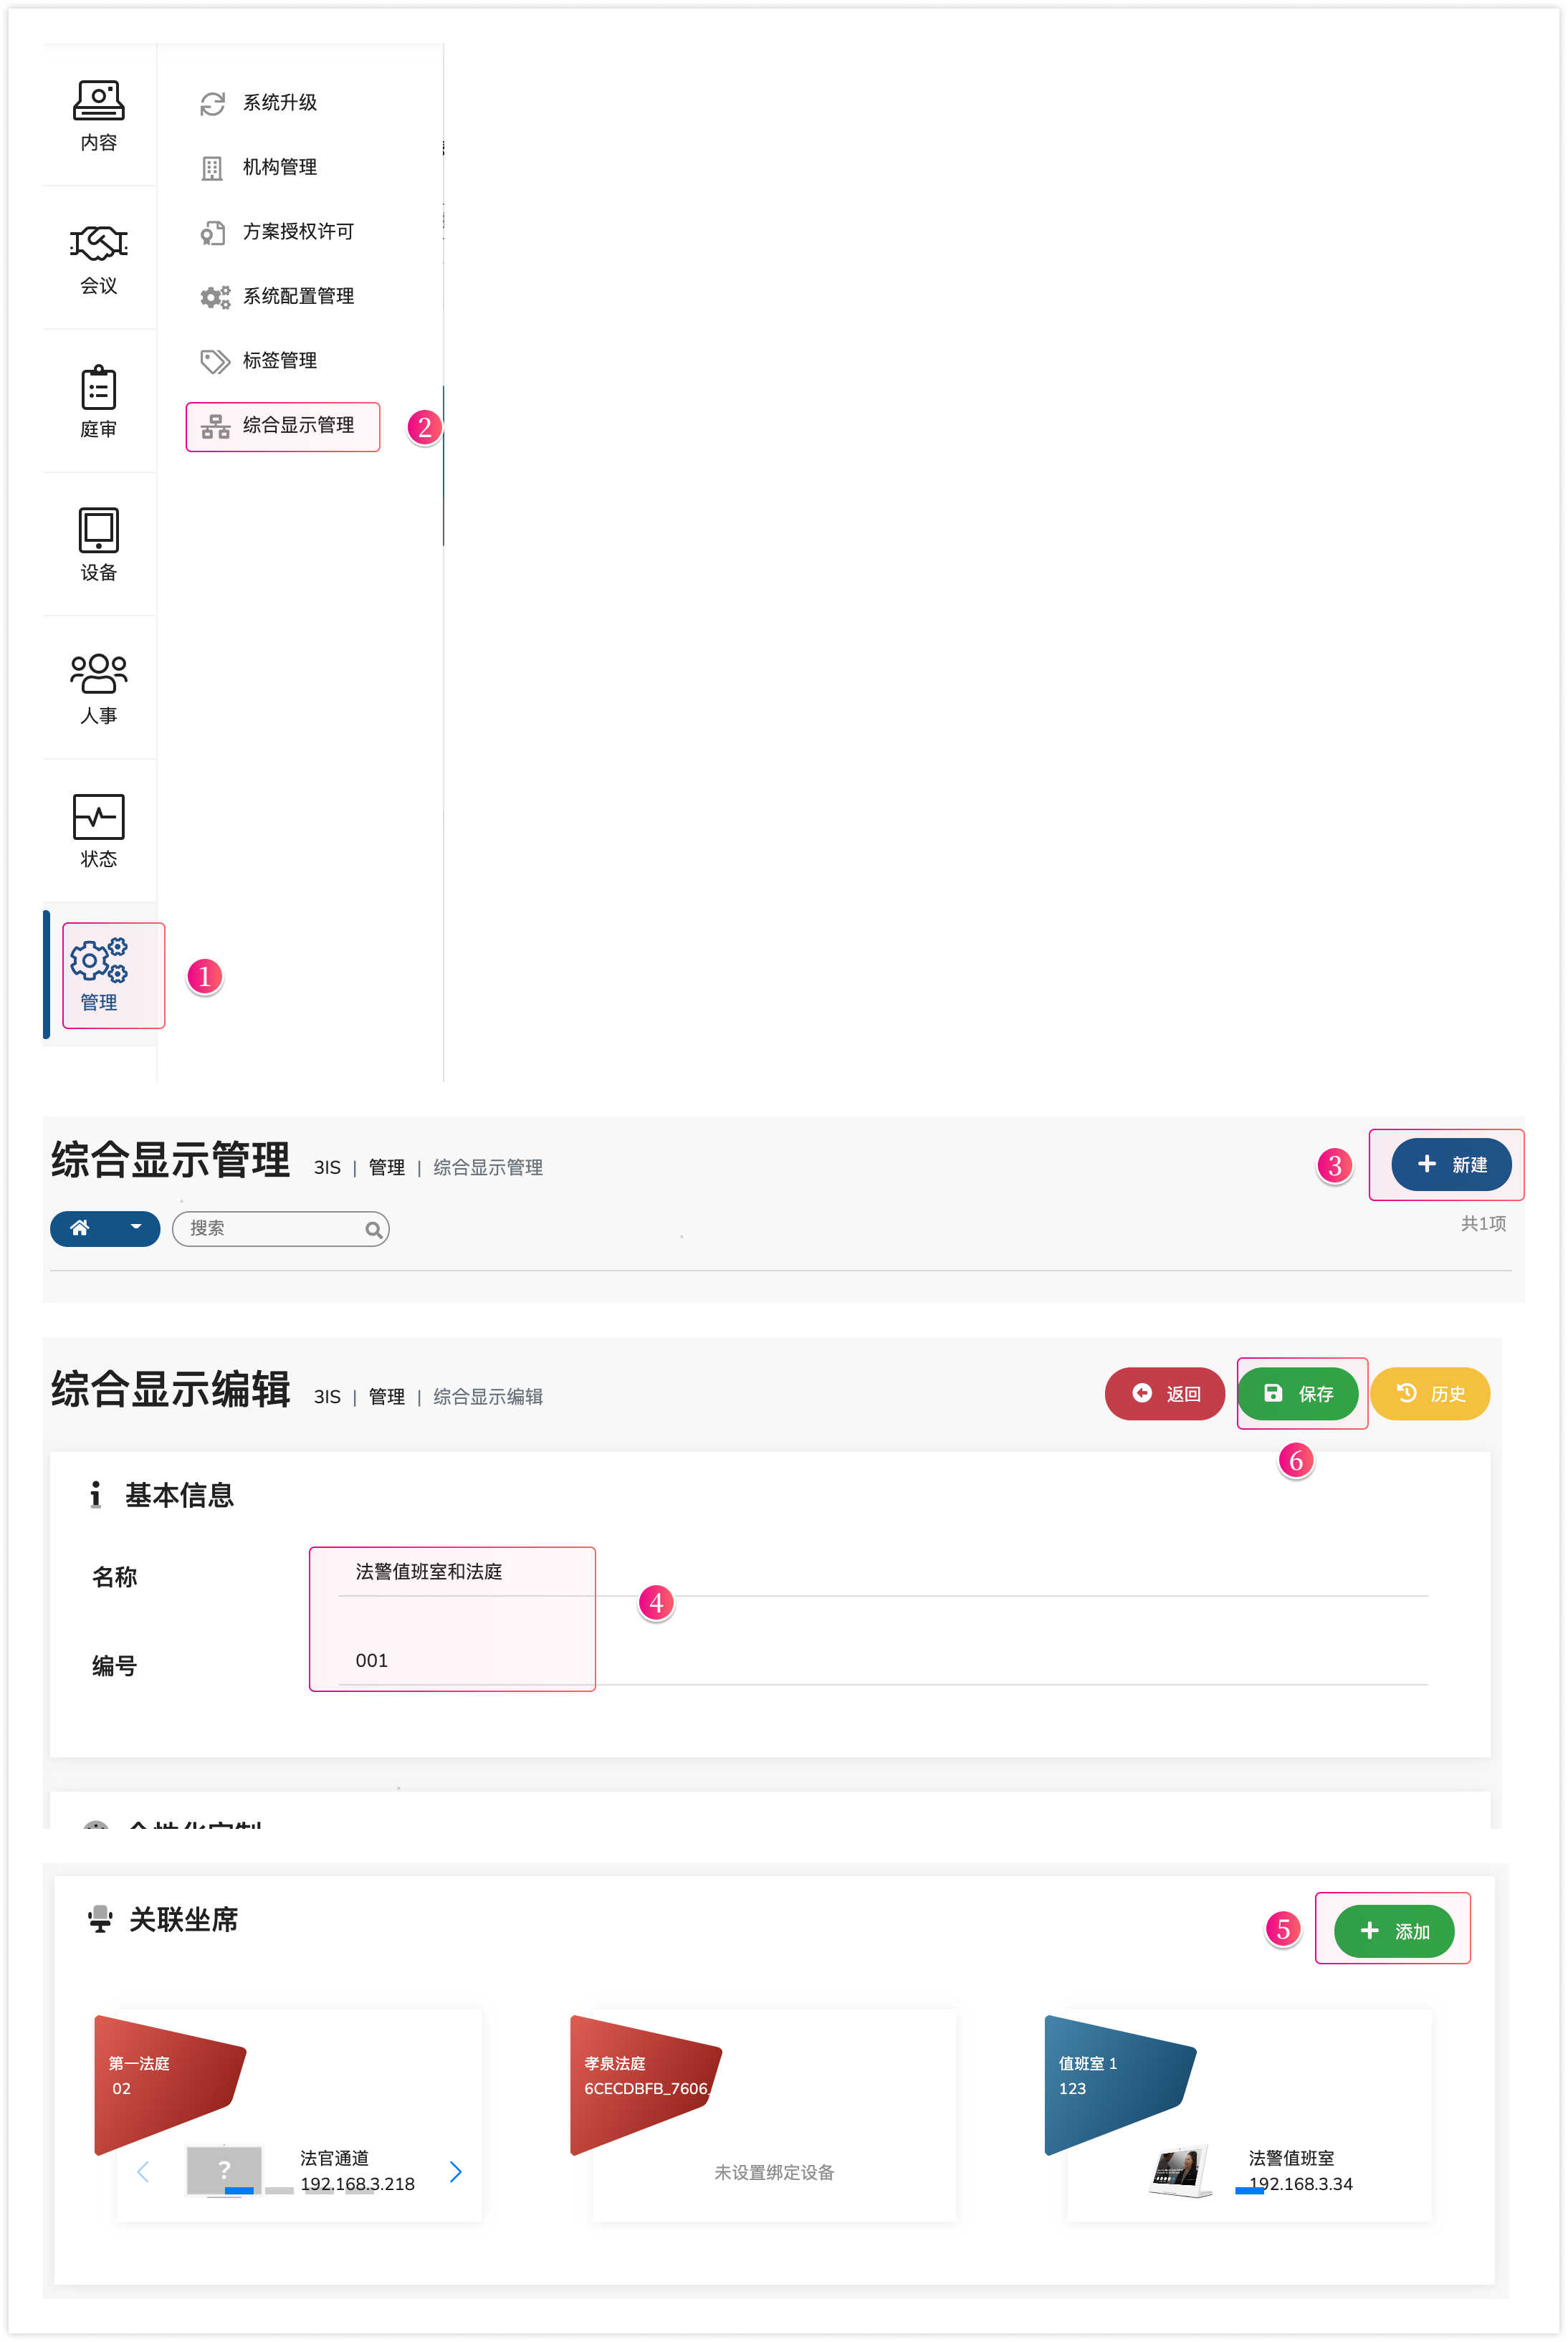 内容
会议
庭审
设备
人事
状态
管理
1
系统升级
机构管理
方案授权许可
系统配置管理
标签管理
综合显示管理
2
综合显示管理 3IS | 管理 | 综合显示管理
3
新建
搜索
共1项
综合显示编辑 3IS | 管理 | 综合显示编辑
返回
保存
历史
6
基本信息
名称
法警值班室和法庭
4
编号
001
关联坐席
5
添加
第一法庭
02
?
法官通道
192.168.3.218
孝泉法庭
6CECDBFB_7606_
未设置绑定设备
值班室 1
123
法警值班室
192.168.3.34